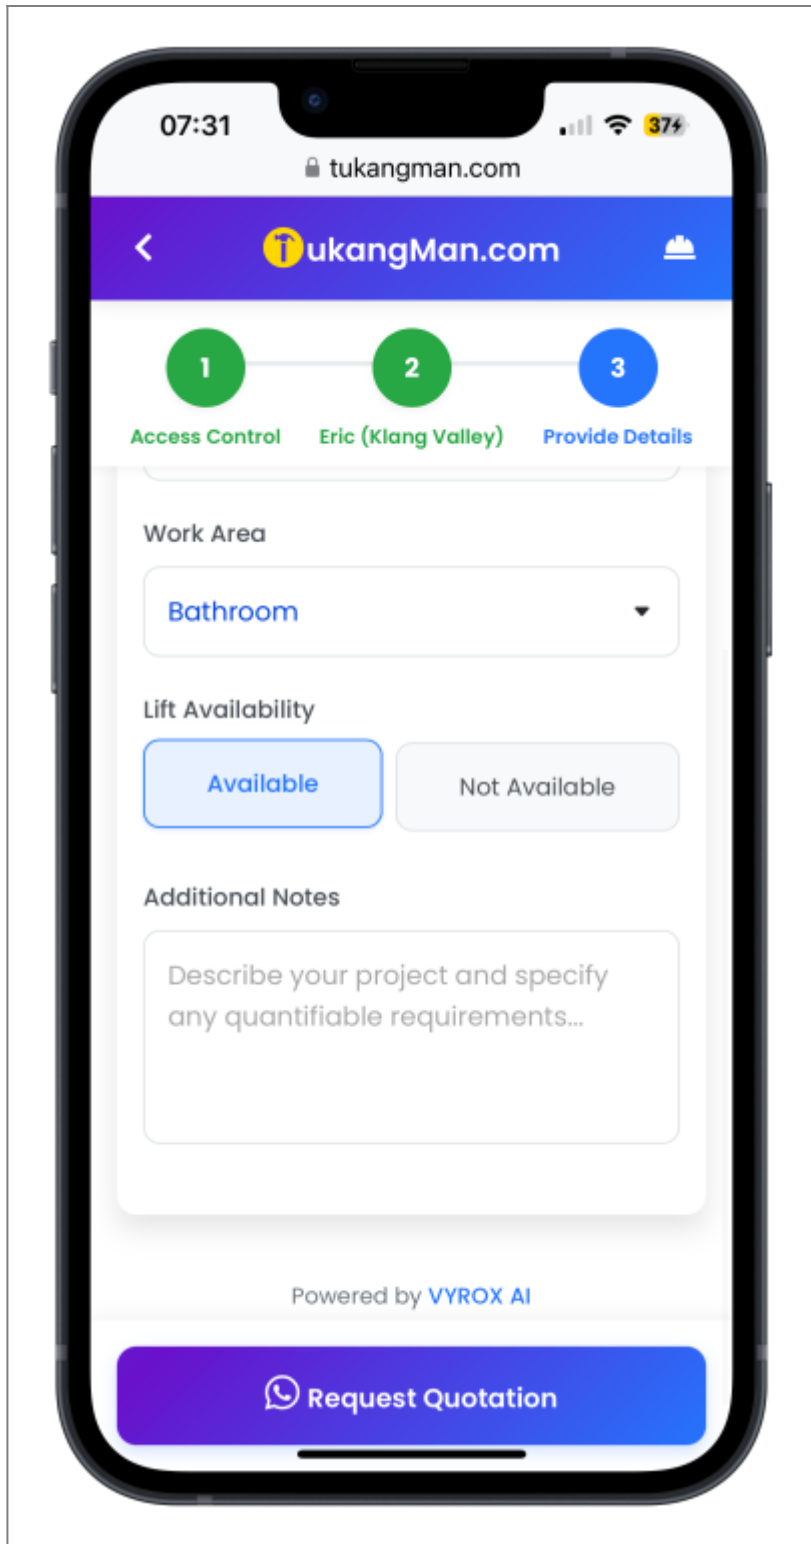 07:31
37
tukangman.com
TukangMan.com
1
2
3
Access Control
Eric (Klang Valley)
Provide Details
Work Area
Bathroom
Lift Availability
Available
Not Available
Additional Notes
Describe your project and specify
any quantifiable requirements...
Powered by VYROX AI
Request Quotation